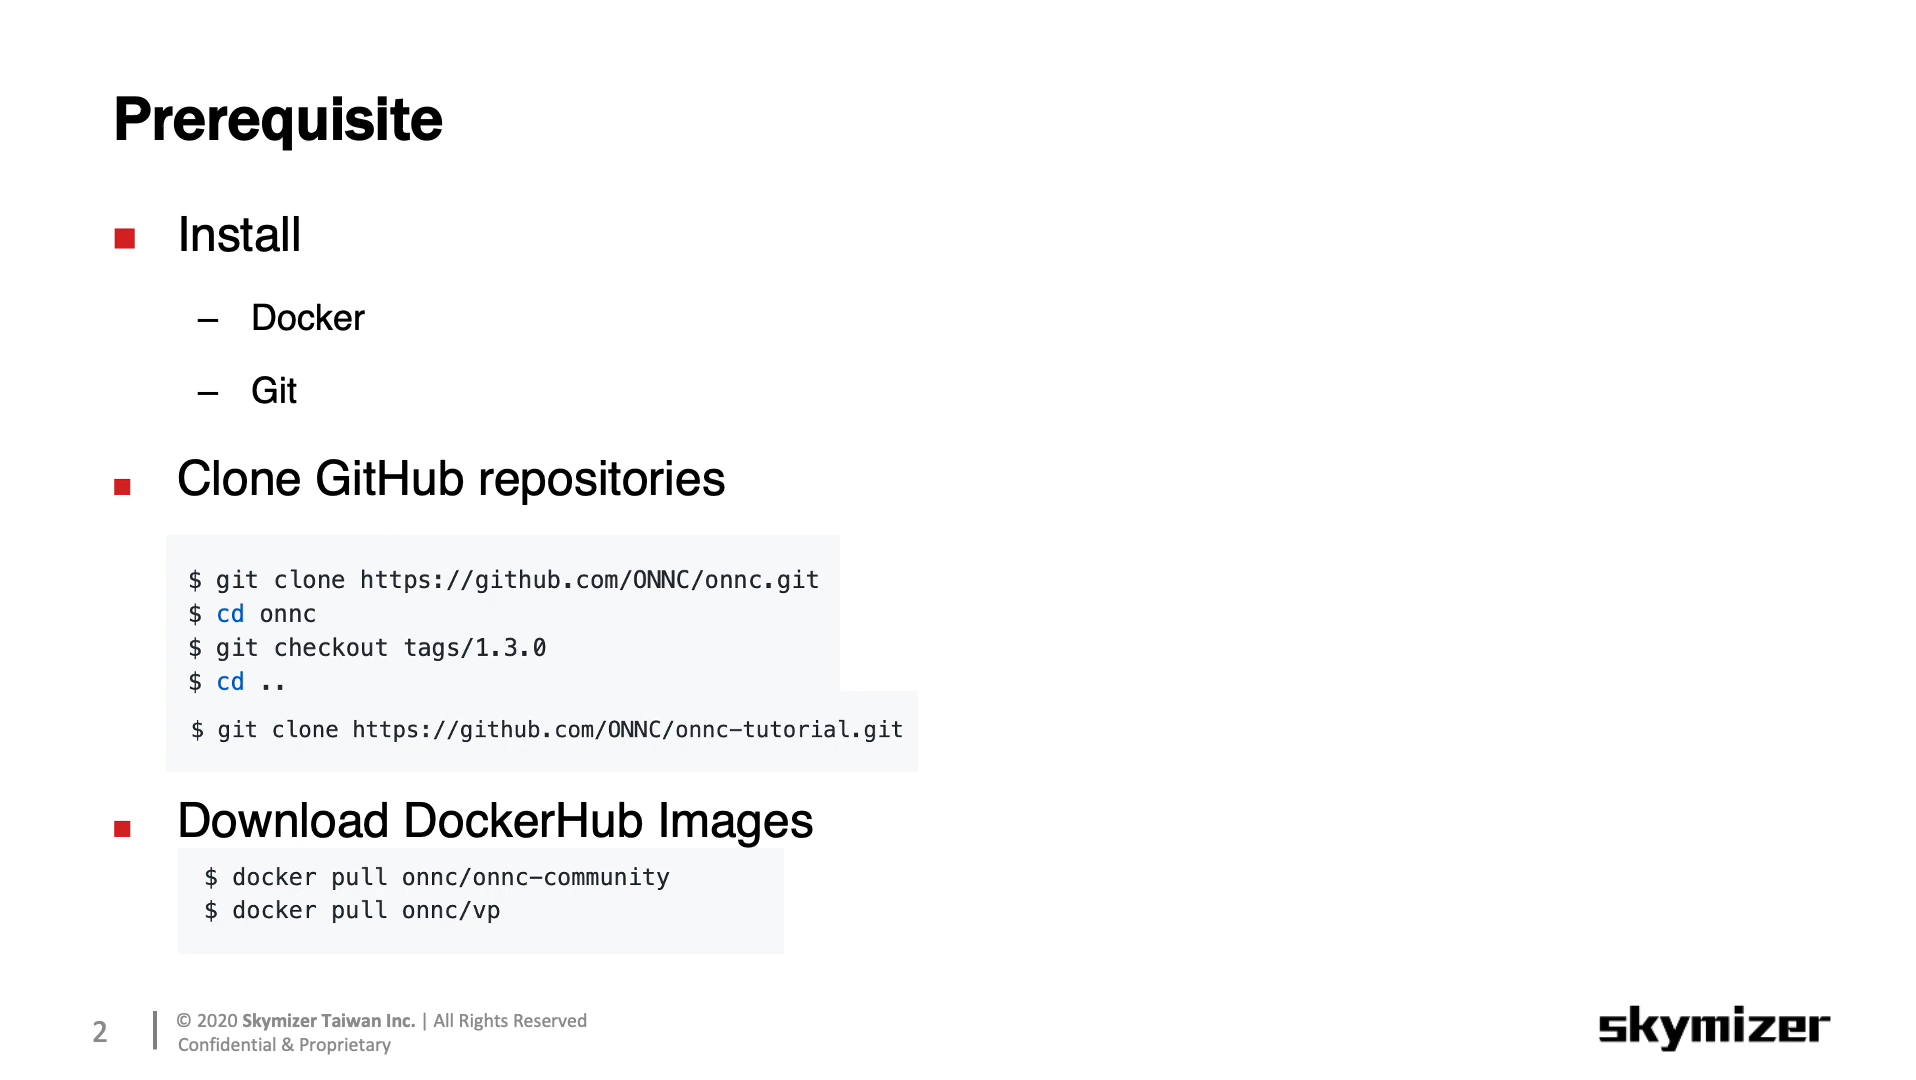 Prerequisite
Install
– Docker
– Git
Clone GitHub repositories
$ git clone https://github.com/ONNC/onnc.git
$ cd onnc
$ git checkout tags/1.3.0
$ cd ..
$ git clone https://github.com/ONNC/onnc-tutorial.git
Download DockerHub Images
$ docker pull onnc/onnc-community
$ docker pull onnc/vp
2
© 2020 Skymizer Taiwan Inc. | All Rights Reserved
Confidential & Proprietary
skymizer